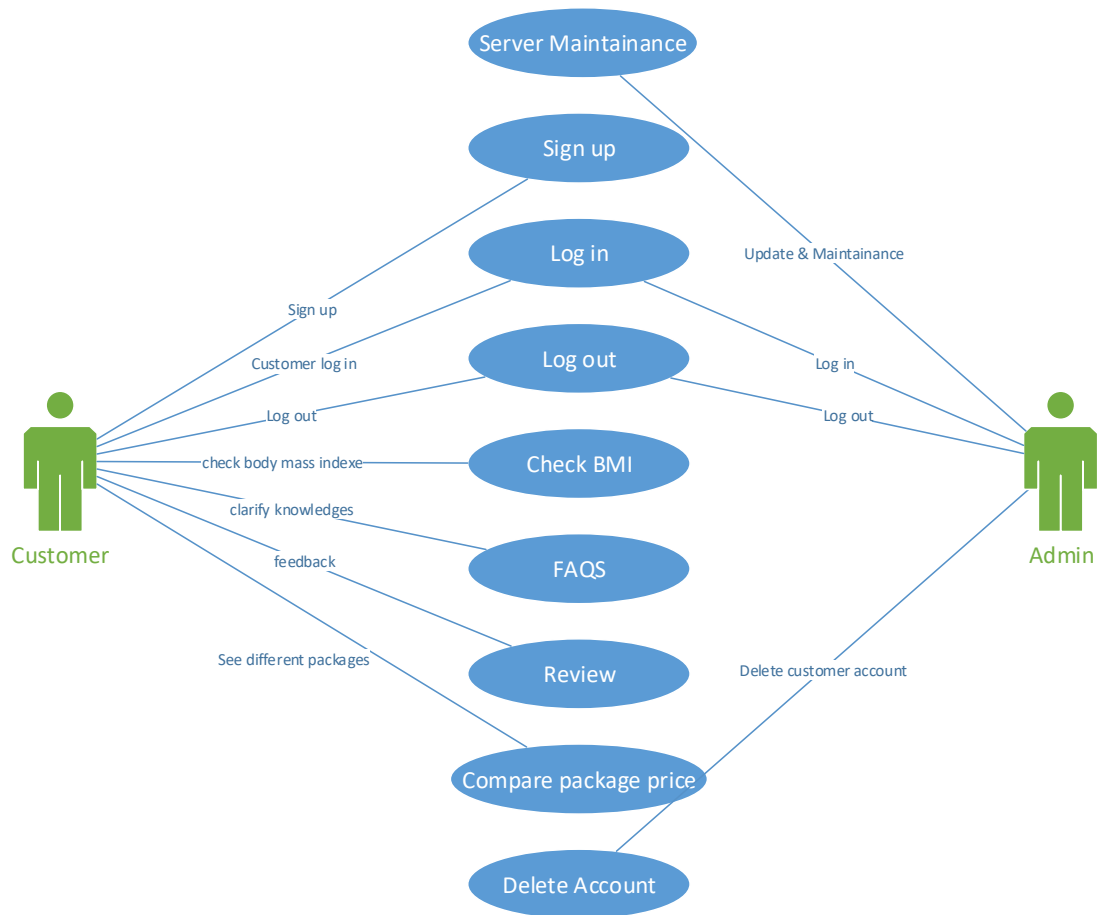 Server Maintainance
Sign up
Update & Maintainance
Log in
Sign up
Customer log in
Log out
Log in
Log out
Log out
check body mass indexe
Check BMI
clarify knowledges
Customer
Admin
feedback
FAQS
See different packages
Review
Delete customer account
Compare package price
Delete Account